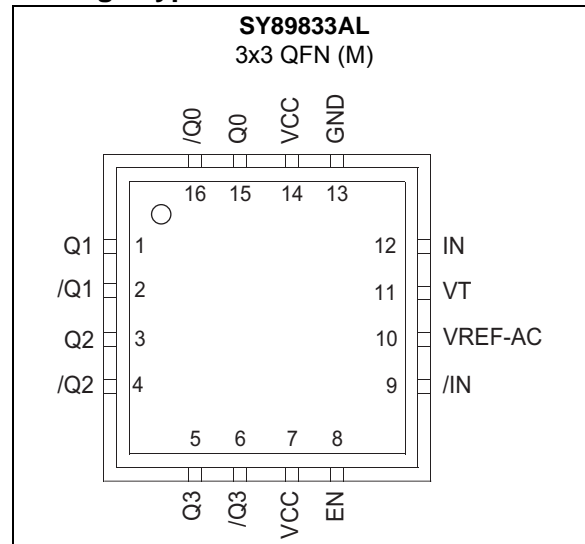 SY89833AL
3x3 QFN (M)
/Q0 Q0 VCC GND
16 15 14 13
Q1 1 12 IN
/Q1 2 11 VT
Q2 3 10 VREF-AC
/Q2 4 9 /IN
5 6 7 8
Q3 /Q3 VCC EN